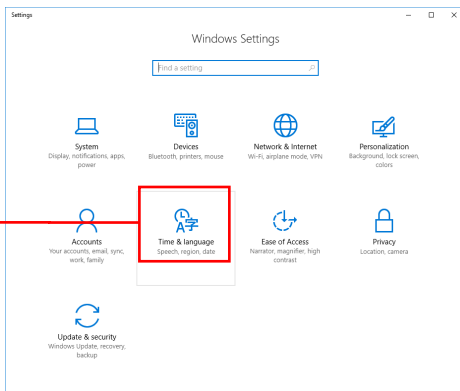 Settings
Windows Settings
Find a setting
System
Display, notifications, apps,
power
Devices
Bluetooth, printers, mouse
Network & Internet
Wi-Fi, airplane mode, VPN
Personalization
Background, lock screen,
colors
Accounts
Your accounts, email, sync,
work, family
A字
Time & language
Speech, region, date
Ease of Access
Narrator, magnifier, high
contrast
Privacy
Location, camera
Update & security
Windows Update, recovery,
backup